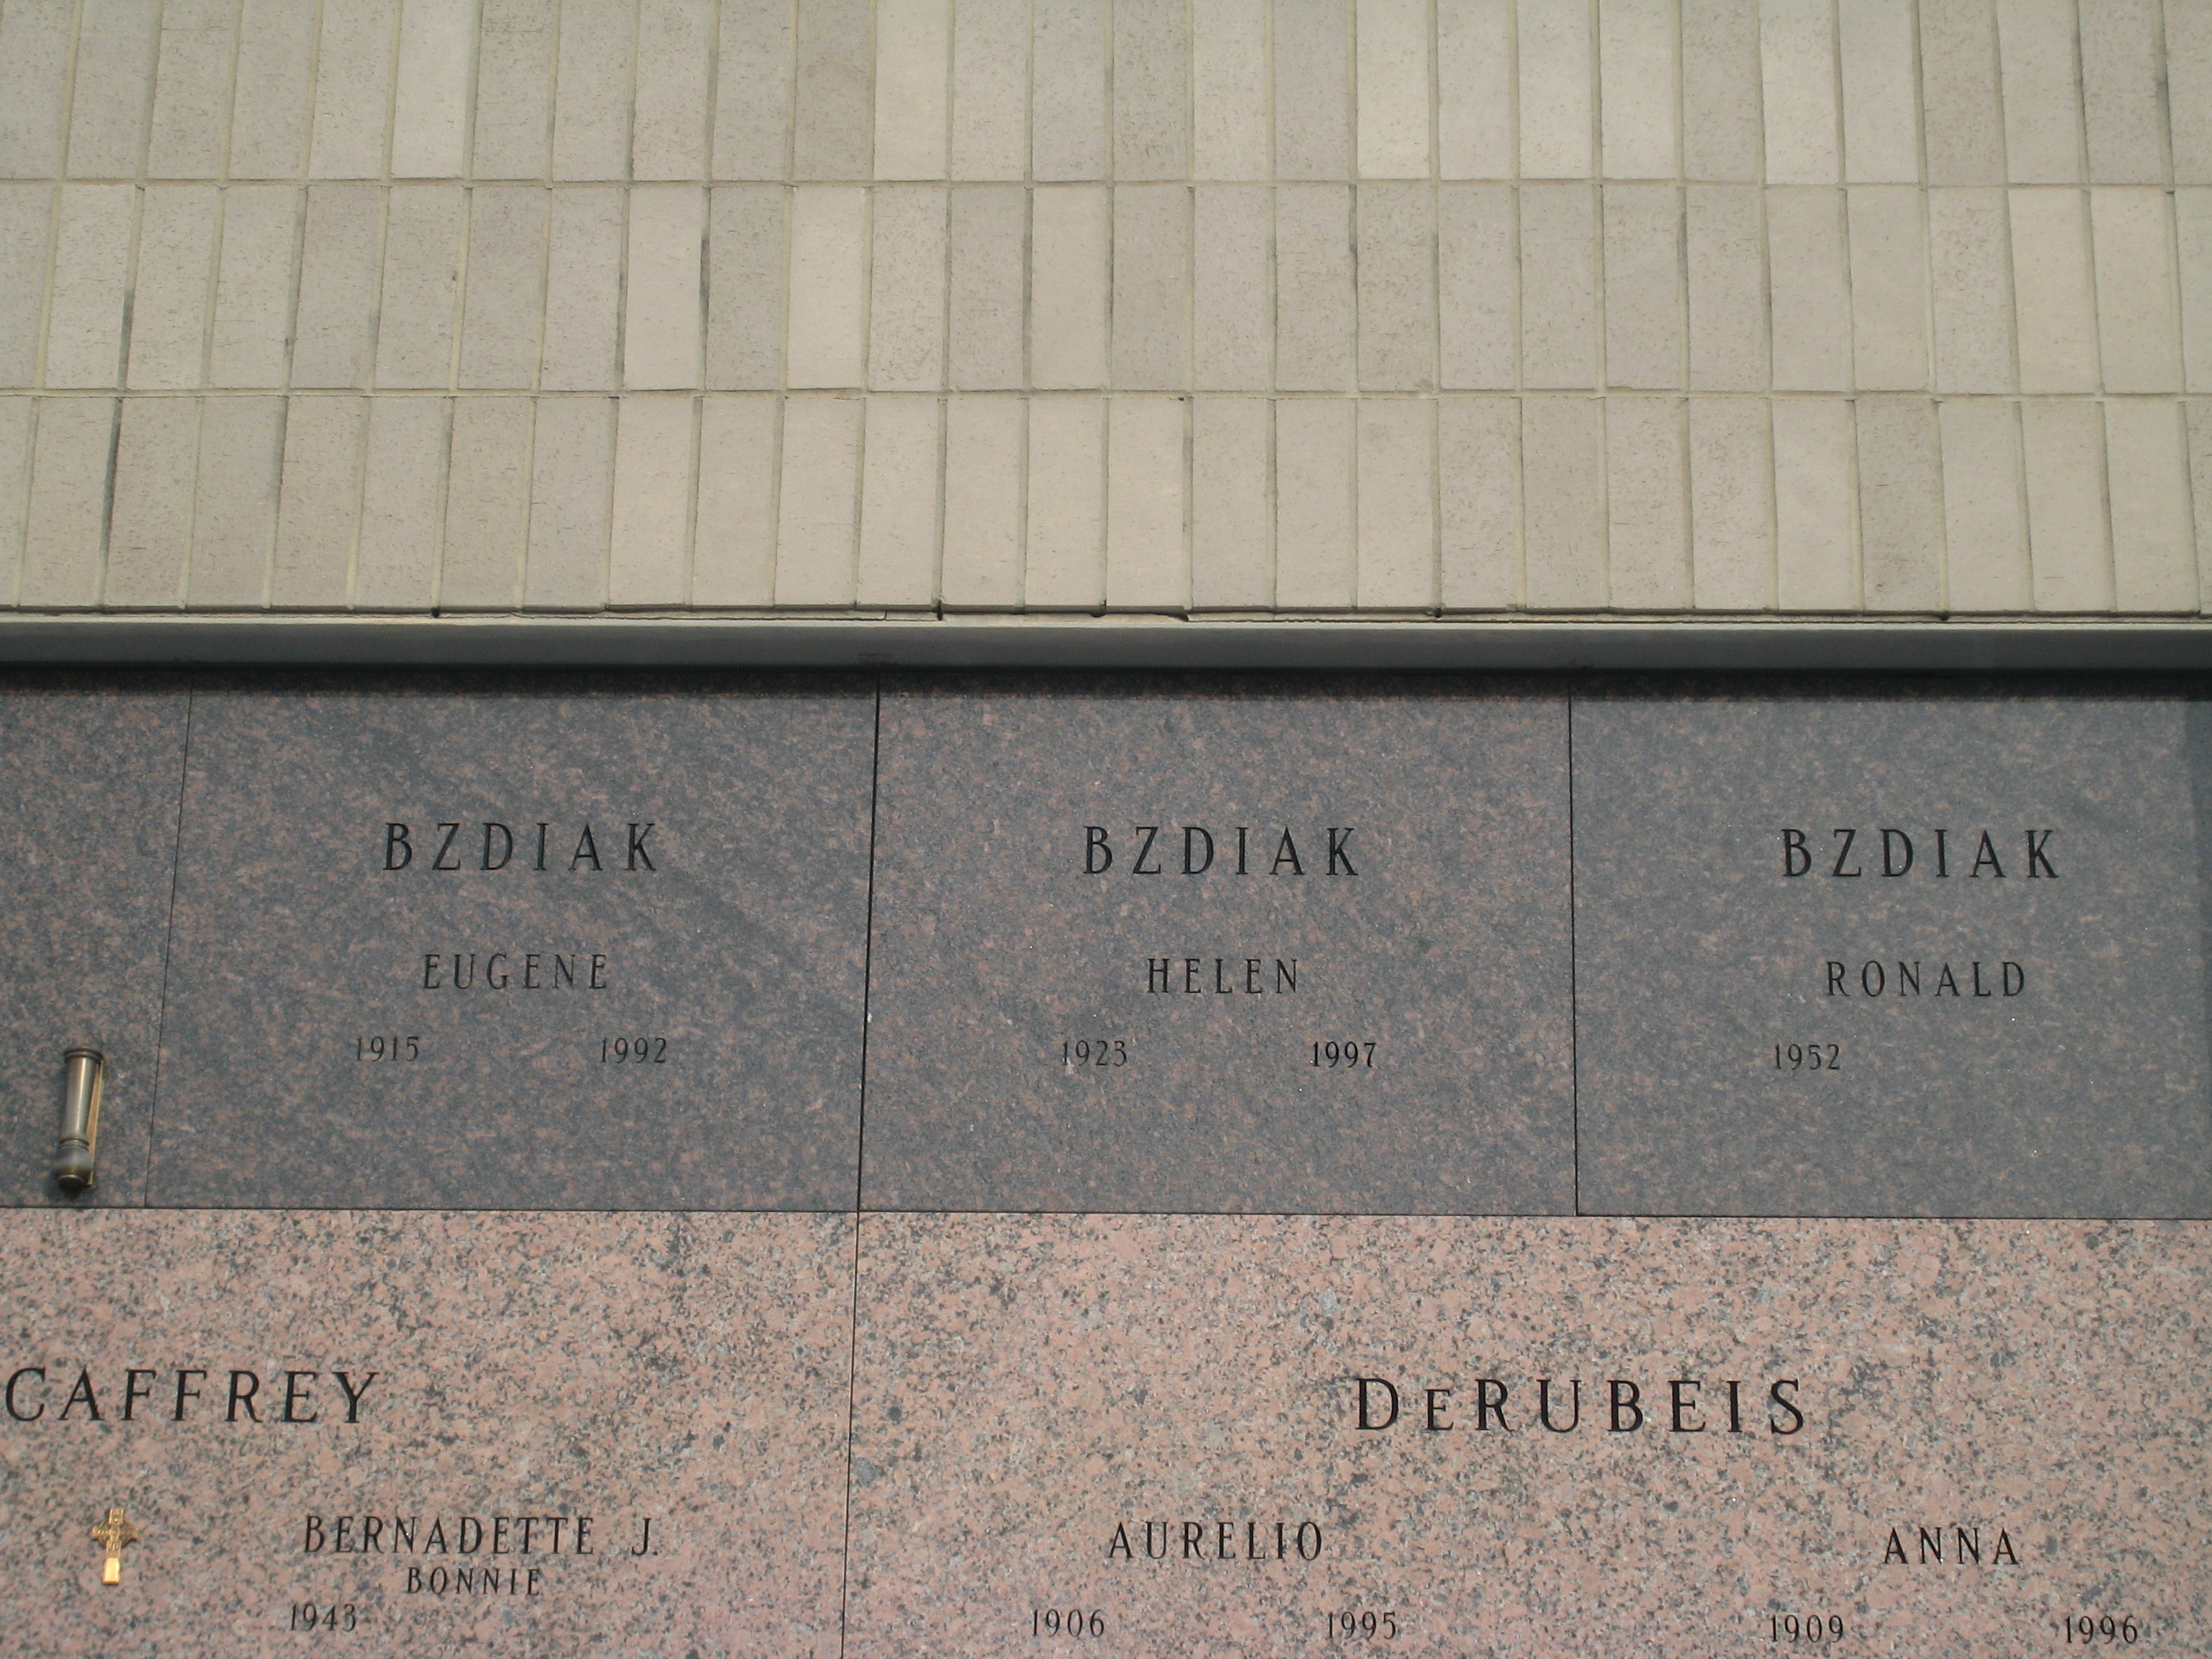 BZDIAK
EUGENE
1915 1992
BZDIAK
HELEN
1923 1997
BZDIAK
RONALD
1952
CAFFREY
BERNADETTE J.
BONNIE
1943
DeRUBEIS
AURELIO
1906 1995
ANNA
1909 1996